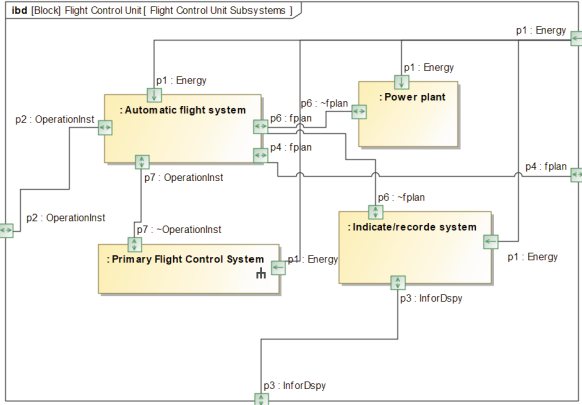 ibd [Block] Flight Control Unit [ Flight Control Unit Subsystems ]
p1 : Energy
p1 : Energy
p1 : Energy
: Automatic flight system
: Power plant
p6 : ~fplan
p2 : OperationInst
p6 : fplan
p4 : fplan
p4 : fplan
p7 : OperationInst
p6 : ~fplan
p2 : OperationInst
p7 : ~OperationInst
: Indicate/recorde system
: Primary Flight Control System
p1 : Energy
p1 : Energy
p3 : InforDspy
p3 : InforDspy